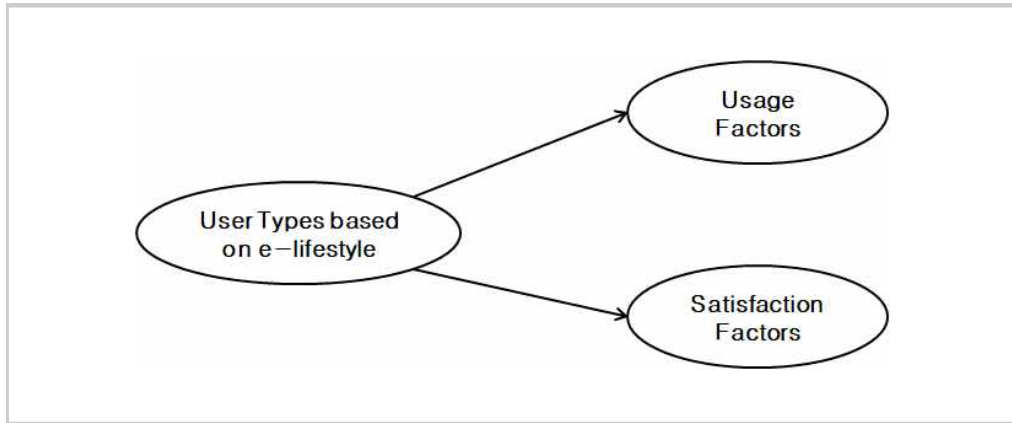 Usage
Factors
User Types based
on e−lifestyle
Satisfaction
Factors